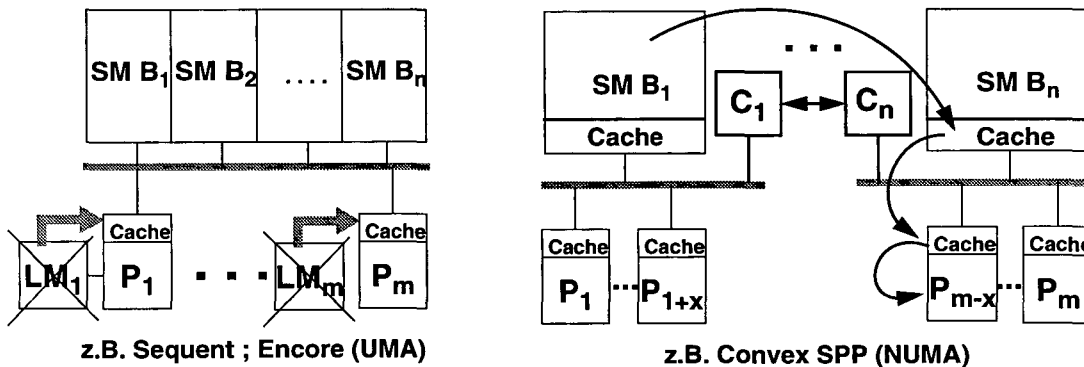 SM B1 SM B2 .... SM Bn
Cache Cache
LM1 P1 ... LMm Pm
z.B. Sequent ; Encore (UMA)
...
SM B1 C1 Cn SM Bn
Cache Cache
Cache Cache Cache Cache
P1 ... P1+x Pm-x ... Pm
z.B. Convex SPP (NUMA)